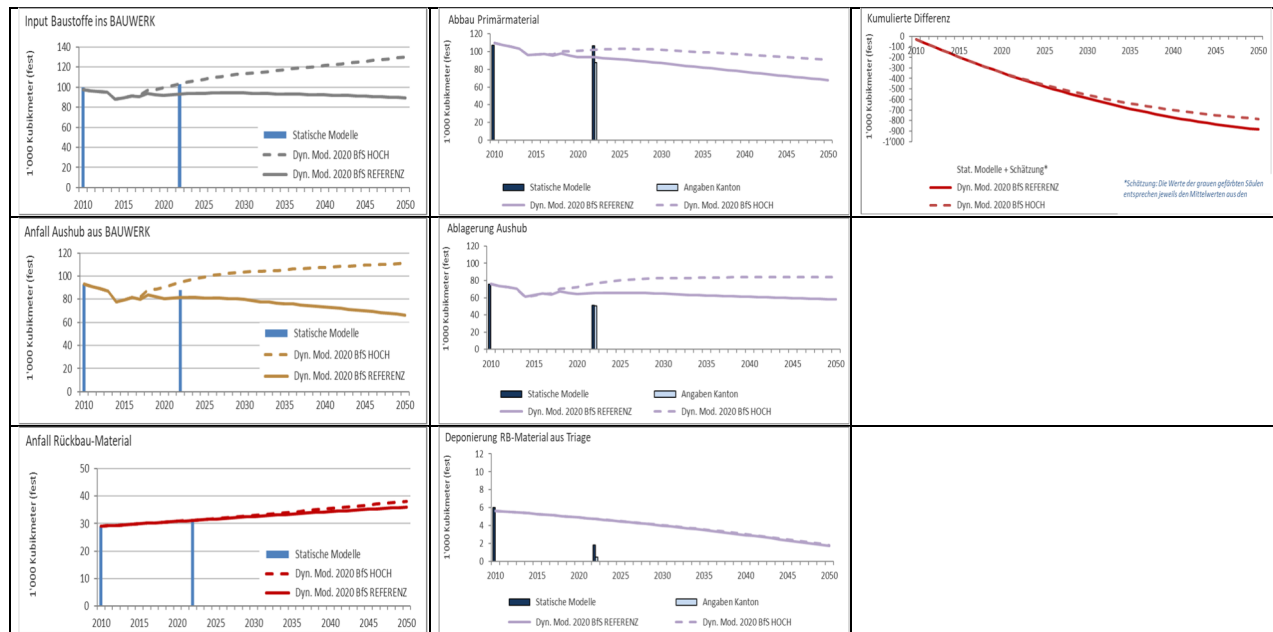 Input Baustoffe ins BAUWERK
1'000 Kubikmeter (fest)
140
120
100
80
60
40
20
0
Statische Modelle
Dyn. Mod. 2020 BfS HOCH
Dyn. Mod. 2020 BfS REFERENZ
2010 2015 2020 2025 2030 2035 2040 2045 2050
Abbau Primärmaterial
1'000 Kubikmeter (fest)
120
100
80
60
40
20
0
2010 2015 2020 2025 2030 2035 2040 2045 2050
Statische Modelle Angaben Kanton
Dyn. Mod. 2020 BfS REFERENZ Dyn. Mod. 2020 BfS HOCH
Kumulierte Differenz
1'000 Kubikmeter (fest)
0
-100
-200
-300
-400
-500
-600
-700
-800
-900
-1'000
2010 2015 2020 2025 2030 2035 2040 2045 2050
Stat. Modelle + Schätzung*
Dyn. Mod. 2020 BfS REFERENZ
Dyn. Mod. 2020 BfS HOCH
*Schätzung: Die Werte der grauen gefärbten Säulen
entsprechen jeweils den Mittelwerten aus den
Anfall Aushub aus BAUWERK
1'000 Kubikmeter (fest)
120
100
80
60
40
20
0
Statische Modelle
Dyn. Mod. 2020 BfS HOCH
Dyn. Mod. 2020 BfS REFERENZ
2010 2015 2020 2025 2030 2035 2040 2045 2050
Ablagerung Aushub
1'000 Kubikmeter (fest)
120
100
80
60
40
20
0
2010 2015 2020 2025 2030 2035 2040 2045 2050
Statische Modelle Angaben Kanton
Dyn. Mod. 2020 BfS REFERENZ Dyn. Mod. 2020 BfS HOCH
Anfall Rückbau-Material
1'000 Kubikmeter (fest)
50
40
30
20
10
0
Statische Modelle
Dyn. Mod. 2020 BfS HOCH
Dyn. Mod. 2020 BfS REFERENZ
2010 2015 2020 2025 2030 2035 2040 2045 2050
Deponierung RB-Material aus Triage
1'000 Kubikmeter (fest)
12
10
8
6
4
2
0
2010 2015 2020 2025 2030 2035 2040 2045 2050
Statische Modelle Angaben Kanton
Dyn. Mod. 2020 BfS REFERENZ Dyn. Mod. 2020 BfS HOCH